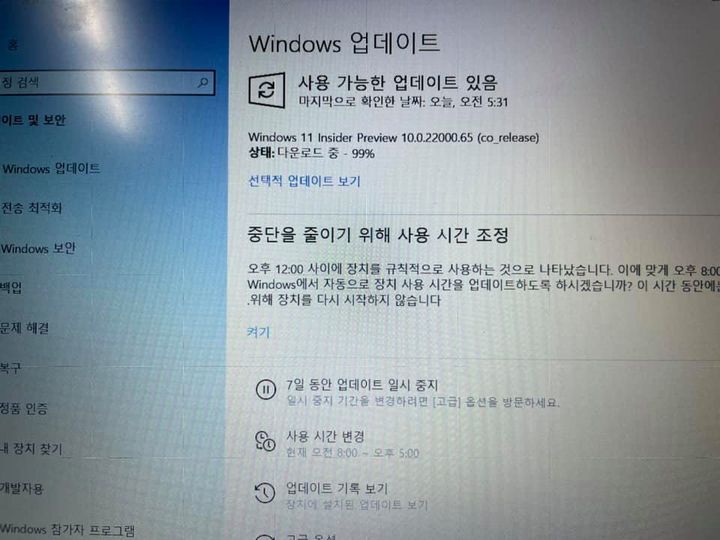 홈
정 검색
이트 및 보안
Windows 업데이트
전송 최적화
Windows 보안
백업
문제 해결
복구
정품 인증
내 장치 찾기
개발자용
Windows 참가자 프로그램
Windows 업데이트
사용 가능한 업데이트 있음
마지막으로 확인한 날짜: 오늘, 오전 5:31
Windows 11 Insider Preview 10.0.22000.65 (co_release)
상태: 다운로드 중 - 99%
선택적 업데이트 보기
중단을 줄이기 위해 사용 시간 조정
오후 12:00 사이에 장치를 규칙적으로 사용하는 것으로 나타났습니다. 이에 맞게 오후 8:00
Windows에서 자동으로 장치 사용 시간을 업데이트하도록 하시겠습니까? 이 시간 동안에는
.위해 장치를 다시 시작하지 않습니다
켜기
7일 동안 업데이트 일시 중지
일시 중지 기간을 변경하려면 [고급] 옵션을 방문하세요.
사용 시간 변경
현재 오전 8:00 ~ 오후 5:00
업데이트 기록 보기
장치에 설치된 업데이트 보기
고급 옵션